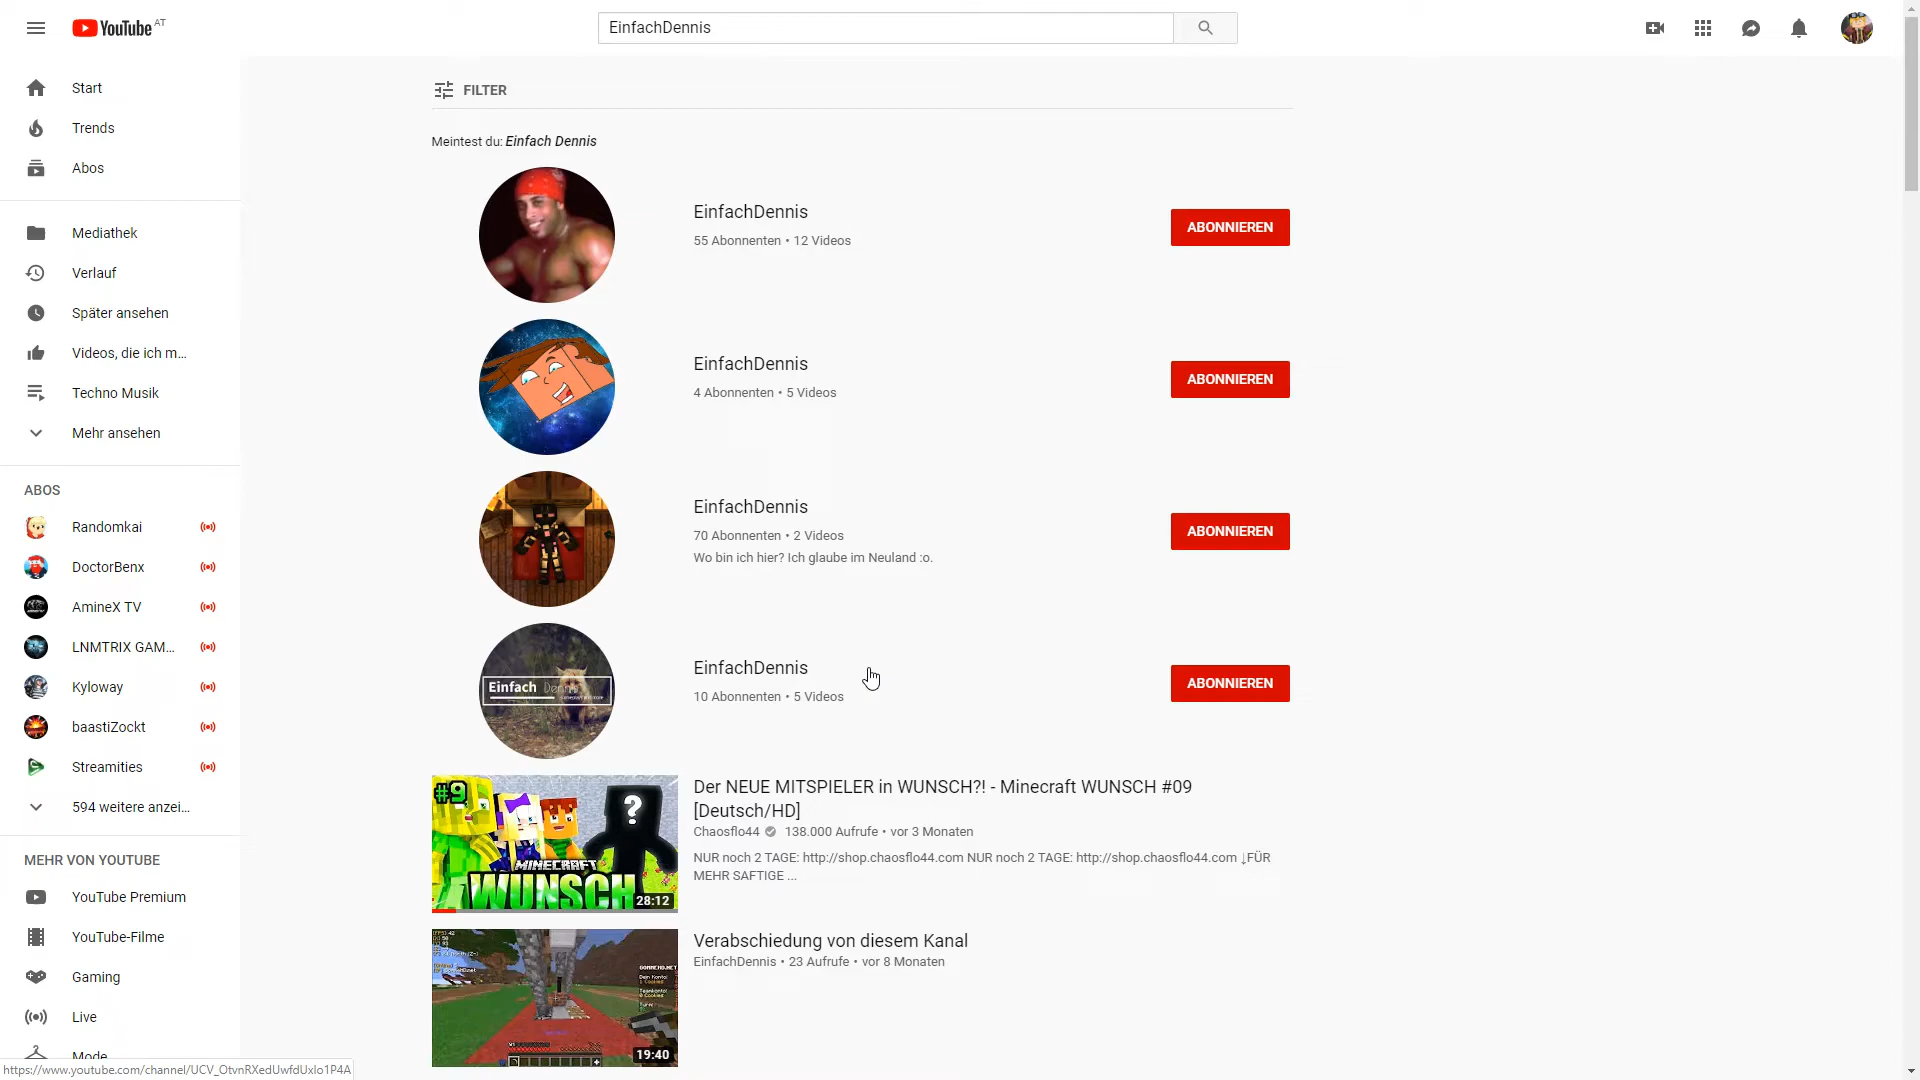 YouTube AT
EinfachDennis
Start
Trends
Abos
Mediathek
Verlauf
Später ansehen
Videos, die ich m...
Techno Musik
Mehr ansehen
ABOS
Randomkai
DoctorBenx
AmineX TV
LNMTRIX GAM...
Kyloway
baastiZockt
Streamities
594 weitere anzei...
MEHR VON YOUTUBE
YouTube Premium
YouTube-Filme
Gaming
Live
Mode
https://www.youtube.com/channel/UCV_OtvnRXedUwfdUxlo1P4A
FILTER
Meintest du: Einfach Dennis
EinfachDennis
55 Abonnenten • 12 Videos
ABONNIEREN
EinfachDennis
4 Abonnenten • 5 Videos
ABONNIEREN
EinfachDennis
70 Abonnenten • 2 Videos
Wo bin ich hier? Ich glaube im Neuland :o.
ABONNIEREN
Einfach Dennis
EinfachDennis
10 Abonnenten • 5 Videos
ABONNIEREN
#9
?
MINECRAFT
WUNSCH
28:12
Der NEUE MITSPIELER in WUNSCH?! - Minecraft WUNSCH #09
[Deutsch/HD]
Chaosflo44 138.000 Aufrufe • vor 3 Monaten
NUR noch 2 TAGE: http://shop.chaosflo44.com NUR noch 2 TAGE: http://shop.chaosflo44.com ↓FÜR
MEHR SAFTIGE ...
GOMMEHD.NET
19:40
Verabschiedung von diesem Kanal
EinfachDennis • 23 Aufrufe • vor 8 Monaten